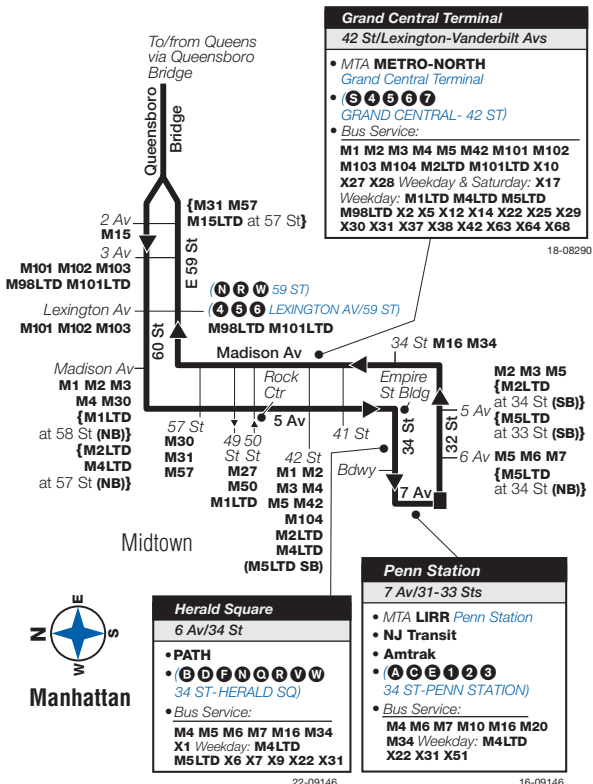 To/from Queens
via Queensboro
Bridge
Queensboro
Bridge
Grand Central Terminal
42 St/Lexington-Vanderbilt Avs
• MTA METRO-NORTH
Grand Central Terminal
• (S 4 5 6 7
GRAND CENTRAL- 42 ST)
• Bus Service:
M1 M2 M3 M4 M5 M42 M101 M102
M103 M104 M2LTD M101LTD X10
X27 X28 Weekday & Saturday: X17
Weekday: M1LTD M4LTD M5LTD
M98LTD X2 X5 X12 X14 X22 X25 X29
X30 X31 X37 X38 X42 X63 X64 X68
18-08290
2 Av
M15
{M31 M57
M15LTD at 57 St}
3 Av
M101 M102 M103
M98LTD M101LTD
E 59 St
(N R W 59 ST)
(4 5 6 LEXINGTON AV/59 ST)
M98LTD M101LTD
Lexington Av
M101 M102 M103
60 St
Madison Av
34 St M16 M34
Madison Av
M1 M2 M3
M4 M30
{M1LTD
at 58 St (NB)}
{M2LTD
M4LTD
at 57 St (NB)}
Rock
Ctr
Empire
St Bldg
5 Av
34 St
32 St
M2 M3 M5
{M2LTD
at 34 St (SB)}
5 Av
{M5LTD
at 33 St (SB)}
6 Av M5 M6 M7
{M5LTD
at 34 St (NB)}
57 St
M30
M31
M57
49 50
St St
M27
M50
M1LTD
42 St
M1 M2
M3 M4
M5 M42
M104
M2LTD
M4LTD
(M5LTD SB)
41 St
Bdwy
7 Av
Midtown
N
E
S
W
Manhattan
Herald Square
6 Av/34 St
• PATH
• (B D F N Q R V W
34 ST-HERALD SQ)
• Bus Service:
M4 M5 M6 M7 M16 M34
X1 Weekday: M4LTD
M5LTD X6 X7 X9 X22 X31
22-09146
Penn Station
7 Av/31-33 Sts
• MTA LIRR Penn Station
• NJ Transit
• Amtrak
• (A C E 1 2 3
34 ST-PENN STATION)
• Bus Service:
M4 M6 M7 M10 M16 M20
M34 Weekday: M4LTD
X22 X31 X51
16-09146